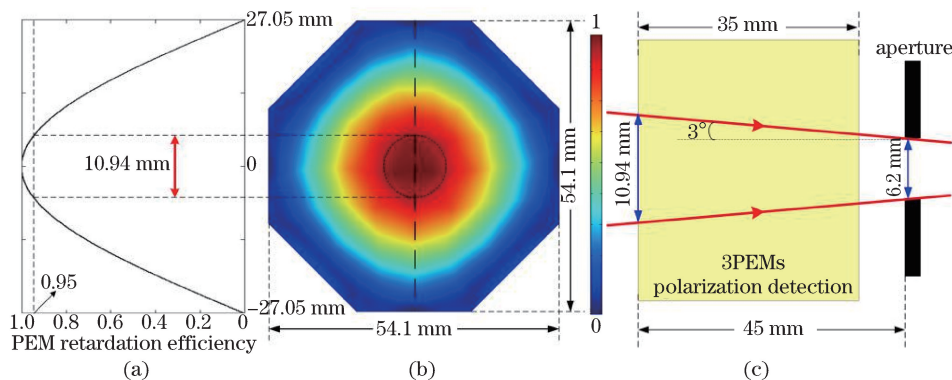 27.05 mm
10.94 mm
0
0.95
−27.05 mm
1.0 0.8 0.6 0.4 0.2 0
PEM retardation efficiency
(a)
54.1 mm
54.1 mm
(b)
1
0
35 mm
aperture
3°
10.94 mm
6.2 mm
3PEMs
polarization detection
45 mm
(c)